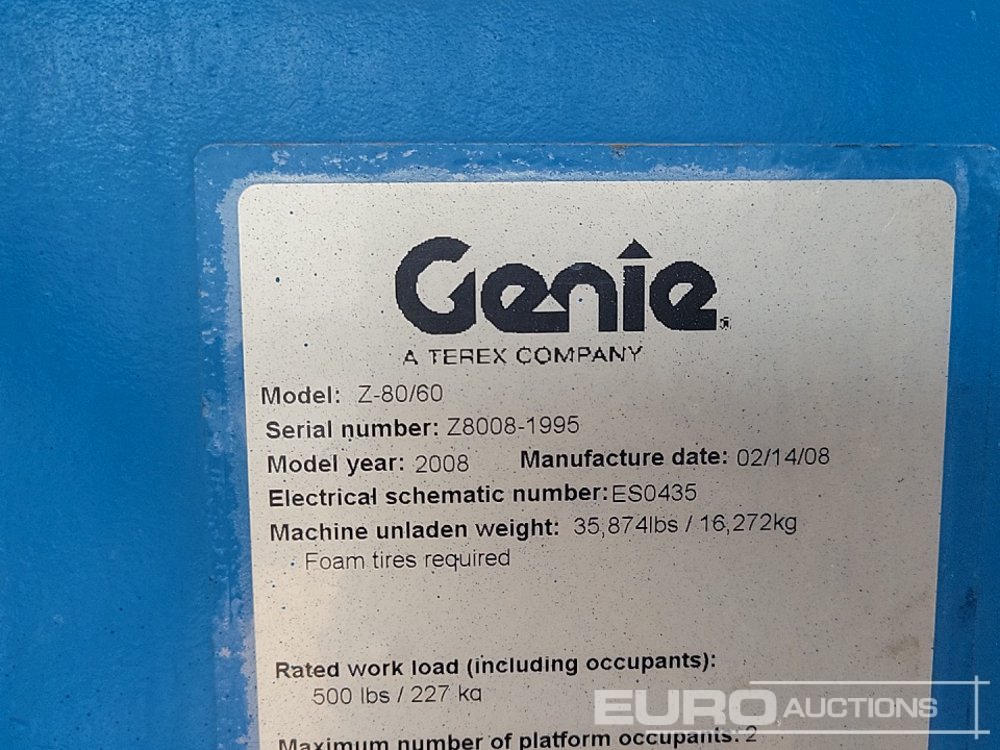 Genie
A TEREX COMPANY
Model: Z-80/60
Serial number: Z8008-1995
Model year: 2008 Manufacture date: 02/14/08
Electrical schematic number: ES0435
Machine unladen weight: 35,874lbs / 16,272kg
Foam tires required
Rated work load (including occupants):
500 lbs / 227 kg
Maximum number of platform occupants: 2
EURO AUCTIONS